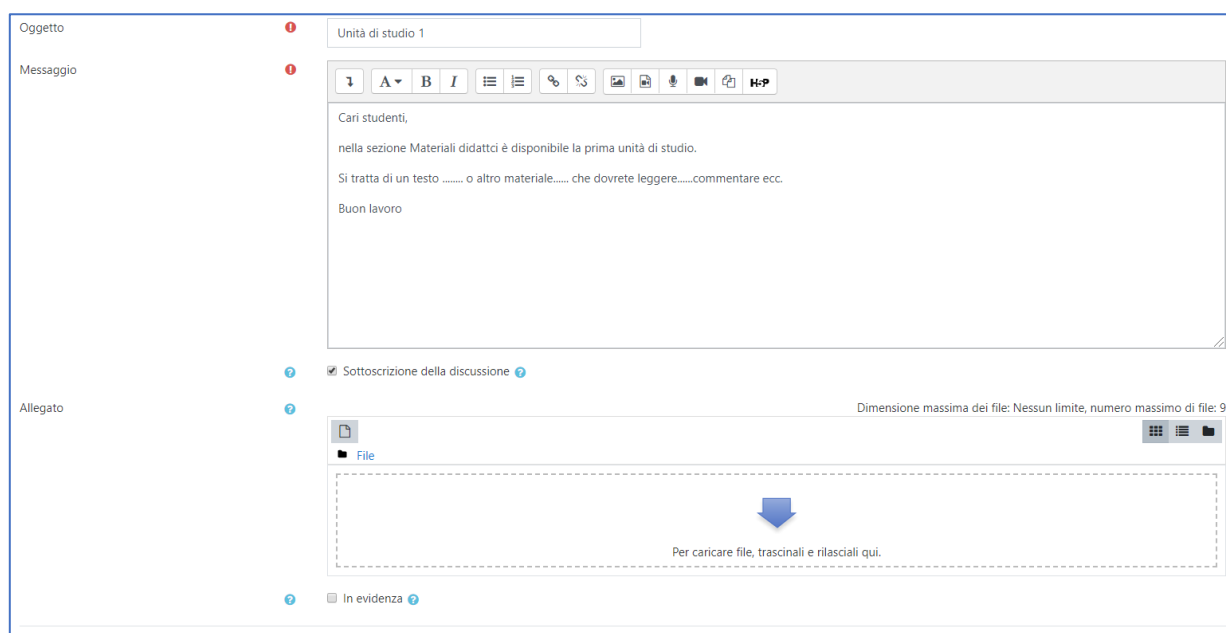 Oggetto
Unità di studio 1
Messaggio
A B I H-P
Cari studenti,
nella sezione Materiali didattci è disponibile la prima unità di studio.
Si tratta di un testo ........ o altro materiale...... che dovrete leggere......commentare ecc.
Buon lavoro
Sottoscrizione della discussione
Allegato
Dimensione massima dei file: Nessun limite, numero massimo di file: 9
File
Per caricare file, trascinali e rilasciali qui.
In evidenza